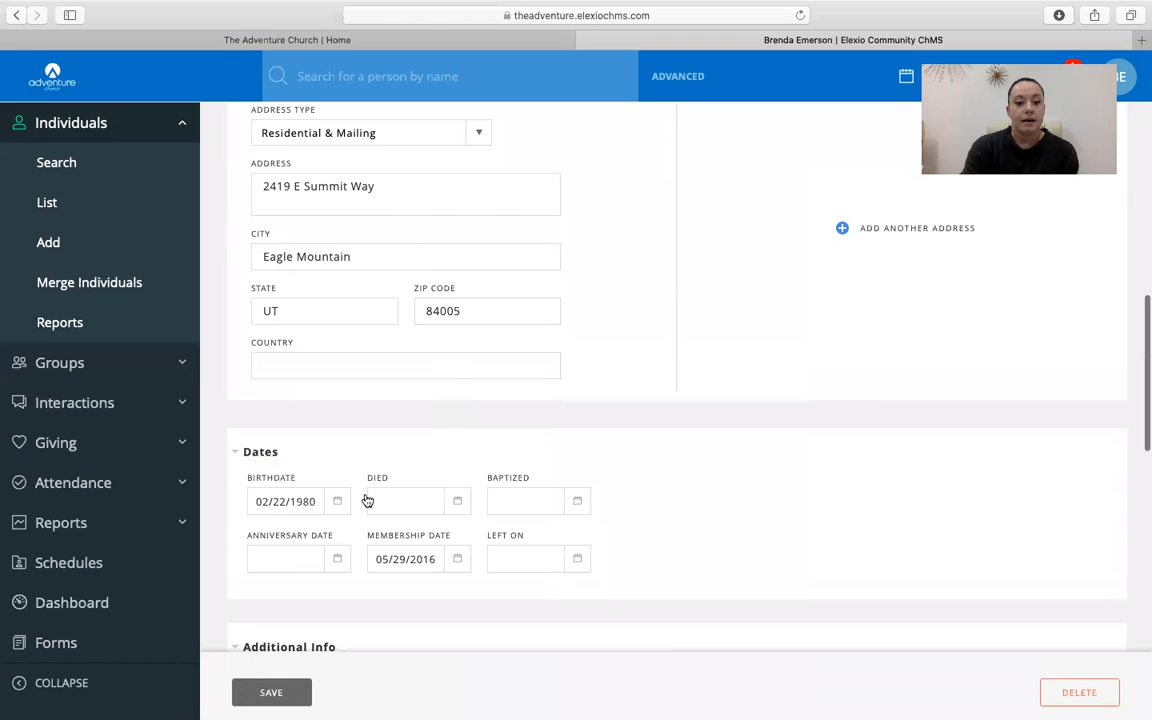 theadventure.elexiochms.com
The Adventure Church | Home
Brenda Emerson | Elexio Community ChMS
adventure
church
Search for a person by name
ADVANCED
BE
Individuals
Search
List
Add
Merge Individuals
Reports
Groups
Interactions
Giving
Attendance
Reports
Schedules
Dashboard
Forms
COLLAPSE
ADDRESS TYPE
Residential & Mailing
ADDRESS
2419 E Summit Way
CITY
Eagle Mountain
STATE
ZIP CODE
UT
84005
COUNTRY
ADD ANOTHER ADDRESS
Dates
BIRTHDATE
DIED
BAPTIZED
02/22/1980
ANNIVERSARY DATE
MEMBERSHIP DATE
LEFT ON
05/29/2016
Additional Info
SAVE
DELETE